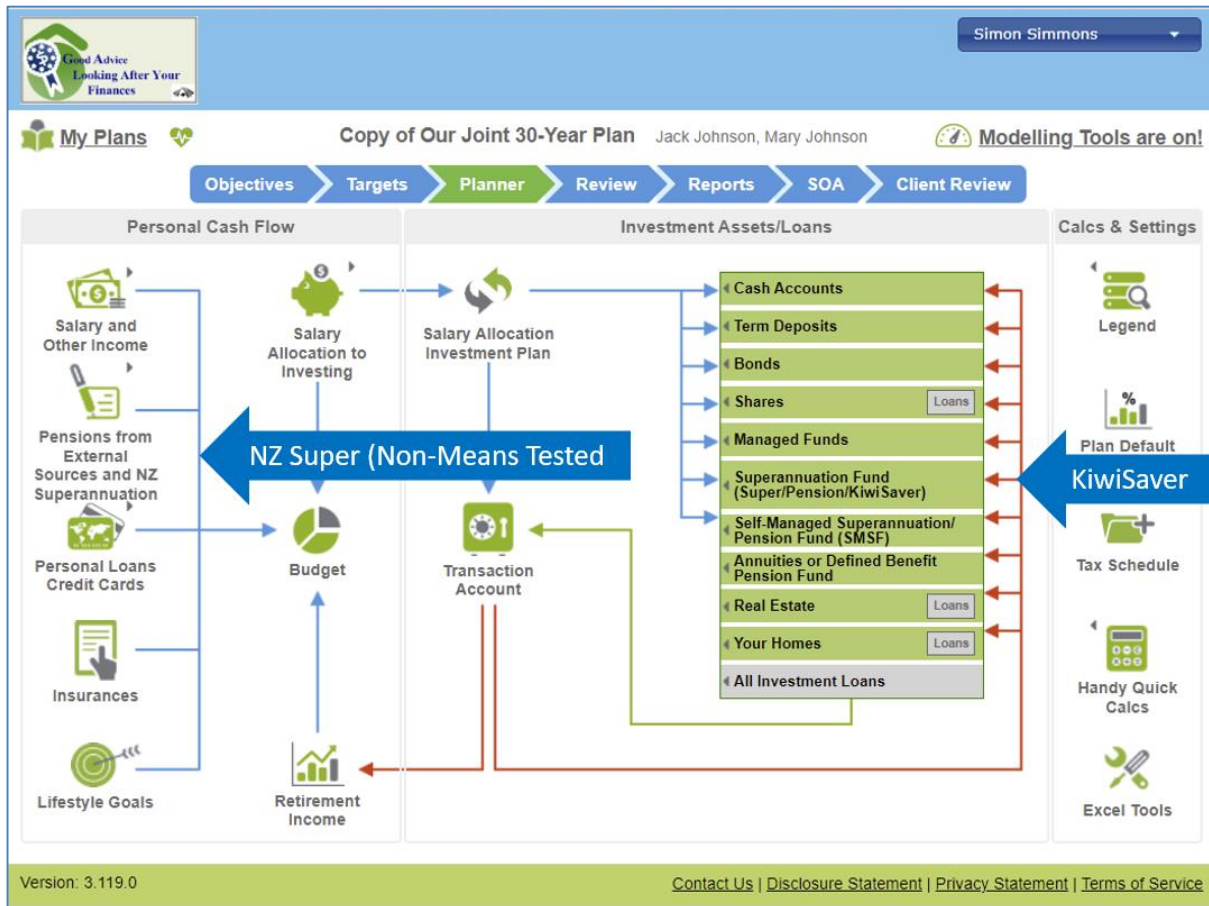 Good Advice
Looking After Your
Finances
Simon Simmons
My Plans
Copy of Our Joint 30-Year Plan
Jack Johnson, Mary Johnson
Modelling Tools are on!
Objectives
Targets
Planner
Review
Reports
SOA
Client Review
Personal Cash Flow
Investment Assets/Loans
Calcs & Settings
Salary and
Other Income
Salary
Allocation to
Investing
Salary Allocation
Investment Plan
Cash Accounts
Term Deposits
Bonds
Shares
Loans
Managed Funds
Superannuation Fund
(Super/Pension/KiwiSaver)
Self-Managed Superannuation/
Pension Fund (SMSF)
Annuities or Defined Benefit
Pension Fund
Real Estate
Loans
Your Homes
Loans
All Investment Loans
Legend
%
Plan Default
KiwiSaver
Pensions from
External
Sources and NZ
Superannuation
NZ Super (Non-Means Tested
Personal Loans
Credit Cards
Budget
Transaction
Account
Tax Schedule
Insurances
Handy Quick
Calcs
Lifestyle Goals
Retirement
Income
Excel Tools
Version: 3.119.0
Contact Us | Disclosure Statement | Privacy Statement | Terms of Service